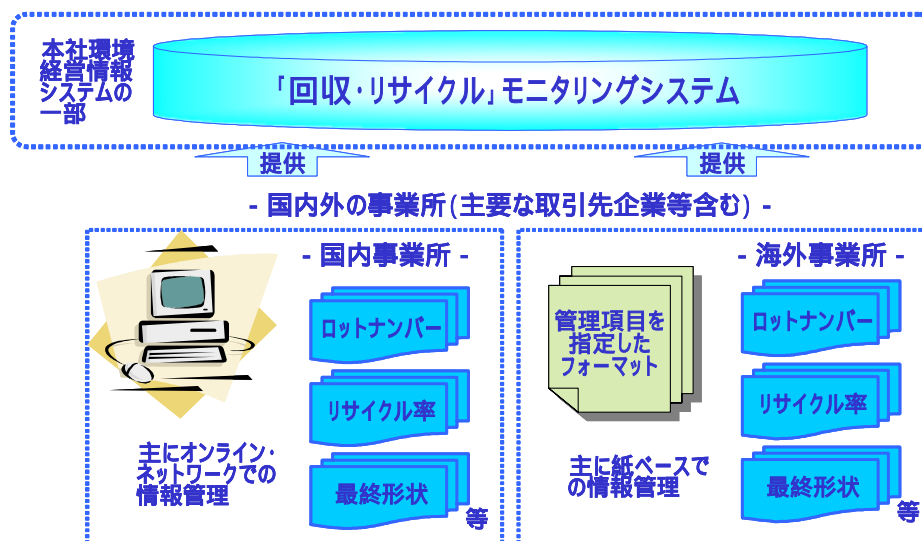 本社環境
経営情報
システムの
一部
「回収・リサイクル」モニタリングシステム
提供
提供
- 国内外の事業所(主要な取引先企業等含む) -
- 国内事業所 -
ロットナンバー
リサイクル率
最終形状
等
主にオンライン・
ネットワークでの
情報管理
- 海外事業所 -
管理項目を
指定した
フォーマット
ロットナンバー
リサイクル率
最終形状
等
主に紙ベースで
の情報管理